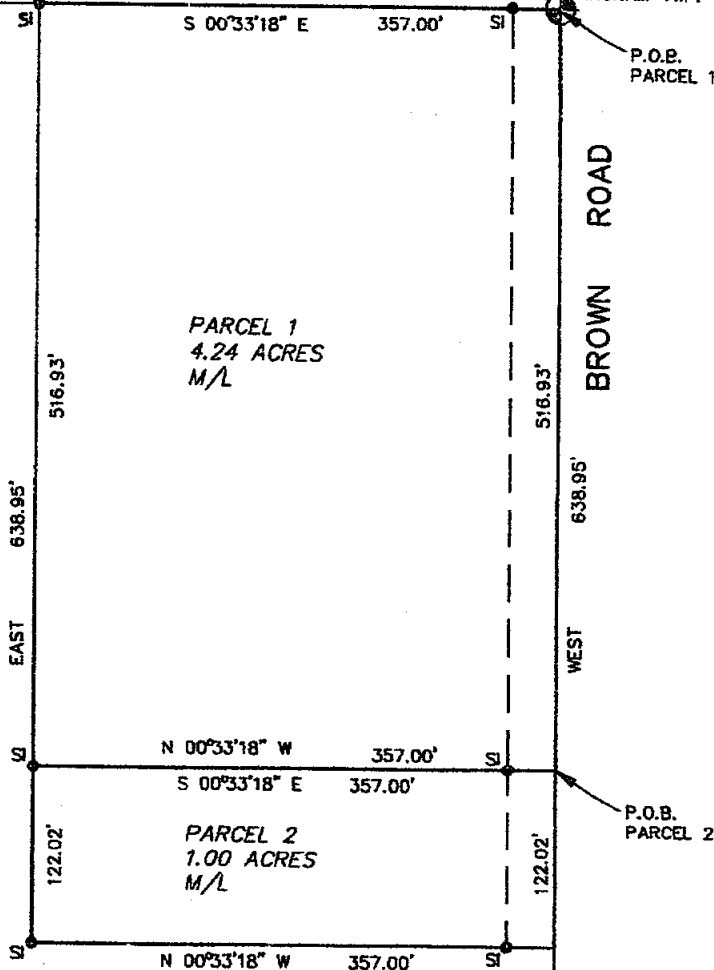 SI
S 00°33'18" E 357.00'
SI
P.O.B.
PARCEL 1
BROWN ROAD
PARCEL 1
4.24 ACRES
M/L
516.93'
516.93'
638.95'
638.95'
EAST
WEST
SI
N 00°33'18" W 357.00'
SI
S 00°33'18" E 357.00'
P.O.B.
PARCEL 2
PARCEL 2
1.00 ACRES
M/L
122.02'
122.02'
SI
N 00°33'18" W 357.00'
SI